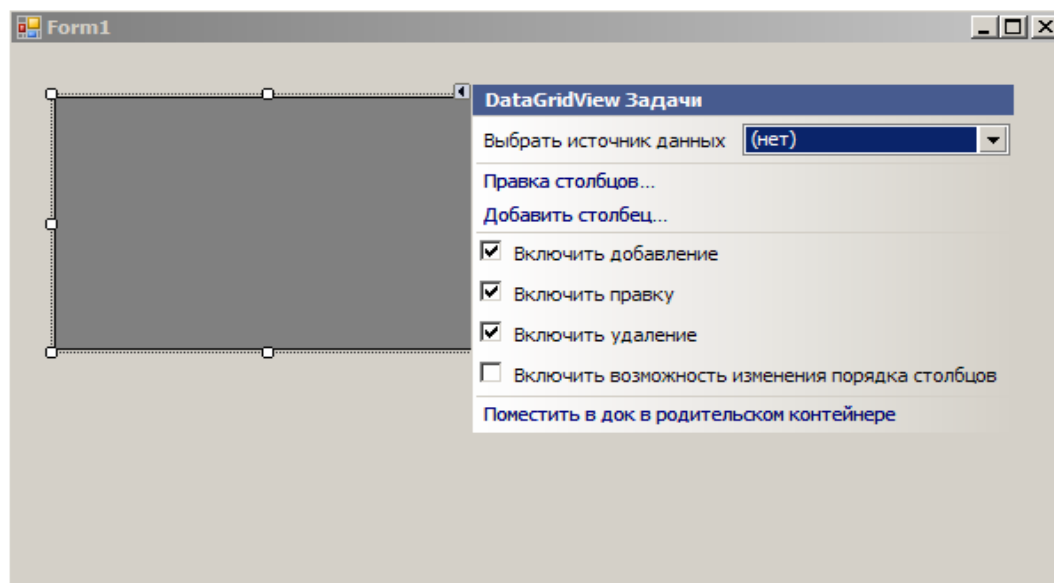 Form1
DataGridView Задачи
Выбрать источник данных (нет)
Правка столбцов...
Добавить столбец...
Включить добавление
Включить правку
Включить удаление
Включить возможность изменения порядка столбцов
Поместить в док в родительском контейнере